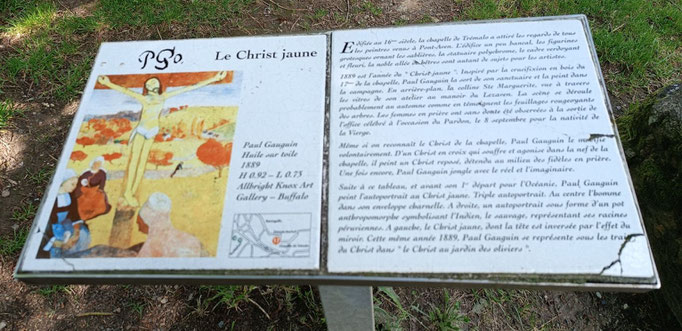 PGo
Le Christ jaune
Paul Gauguin
Huile sur toile
1889
H 0.92 – L 0.73
Allbright Knox Art
Gallery – Buffalo
Edifiée au 16ème siècle, la chapelle de Trémalo a attiré les regards de tous
les peintres venus à Pont-Aven. L'édifice un peu bancal, les figurines
grotesques ornant les sablières, la statuaire polychrome, le cadre verdoyant
et fleuri, la noble allée de hêtres sont autant de sujets pour les artistes.
1889 est l'année du " Christ jaune ". Inspiré par la crucifixion en bois du
17ème de la chapelle, Paul Gauguin la sort de son sanctuaire et la peint dans
la campagne. En arrière-plan, la colline Ste Marguerite, vue à travers
les vitres de son atelier au manoir du Lezaven. La scène se déroule
probablement en automne comme en témoignent les feuillages rougeoyants
des arbres. Les femmes en prière ont sans doute été observées à la sortie de
l'office célébré à l'occasion du Pardon, le 8 septembre pour la nativité de
la Vierge.
Même si on reconnaît le Christ de la chapelle, Paul Gauguin le modifie
volontairement. D'un Christ en croix qui souffre et agonise dans la nef de la
chapelle, il peint un Christ reposé, détendu au milieu des fidèles en prière.
Une fois encore, Paul Gauguin jongle avec le réel et l'imaginaire.
Suite à ce tableau, et avant son 1er départ pour l'Océanie, Paul Gauguin
peint l'autoportrait au Christ jaune. Triple autoportrait. Au centre l'homme
dans son enveloppe charnelle. A droite, un autoportrait sous forme d'un pot
anthropomorphe symbolisant l'Indien, le sauvage, représentant ses racines
péruviennes. A gauche, le Christ jaune, dont la tête est inversée par l'effet du
miroir. Cette même année 1889, Paul Gauguin se représente sous les traits
du Christ dans " le Christ au jardin des oliviers ".